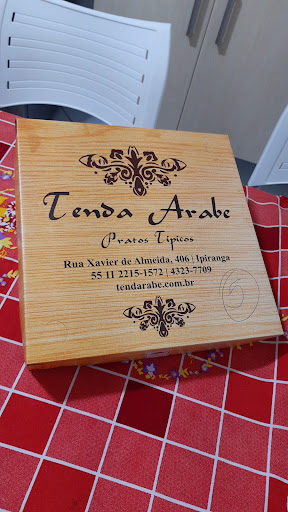 Tenda Arabe
Pratos Típicos
Rua Xavier de Almeida, 406 | Ipiranga
55 11 2215-1572 | 4323-7709
tendarabe.com.br